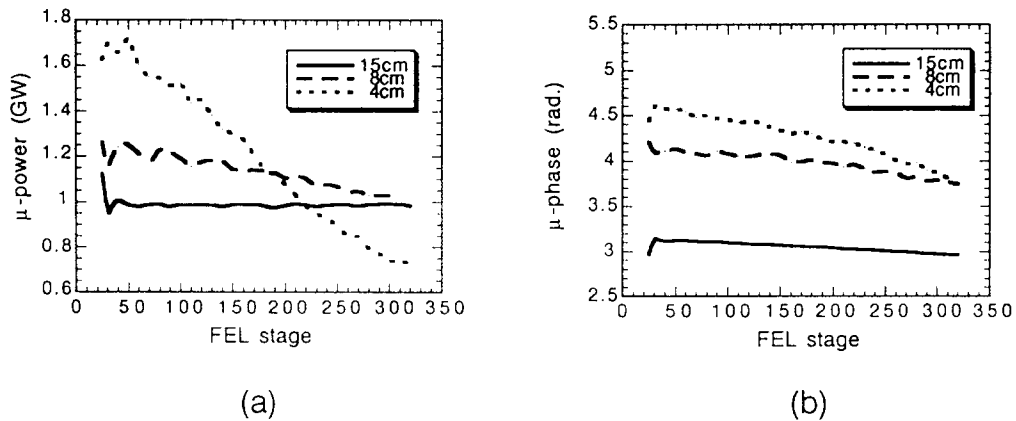 μ-power (GW)
1.8
1.6
1.4
1.2
1
0.8
0.6
0 50 100 150 200 250 300 350
FEL stage
15cm
8cm
4cm
(a)
μ-phase (rad.)
5.5
5
4.5
4
3.5
3
2.5
0 50 100 150 200 250 300 350
FEL stage
15cm
8cm
4cm
(b)